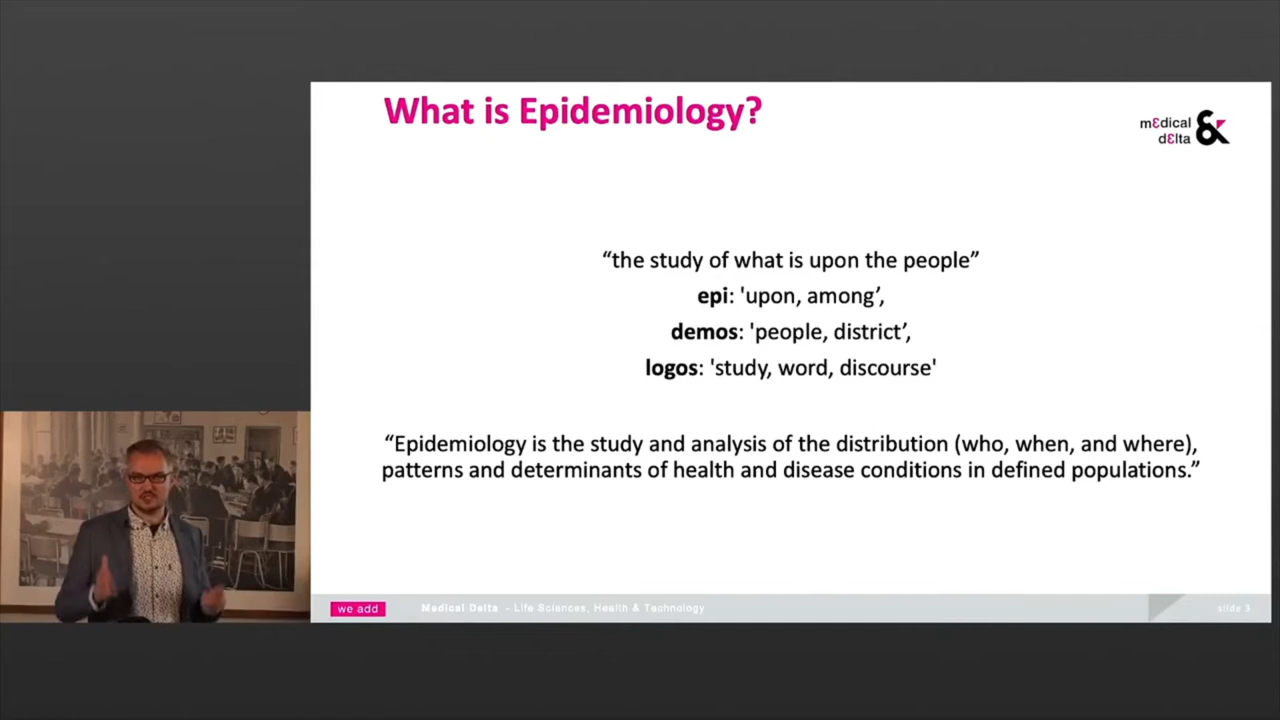 What is Epidemiology?
mƐdical
dƐlta
“the study of what is upon the people”
epi: 'upon, among’,
demos: 'people, district’,
logos: 'study, word, discourse'
“Epidemiology is the study and analysis of the distribution (who, when, and where),
patterns and determinants of health and disease conditions in defined populations.”
we add
Medical Delta - Life Sciences, Health & Technology
slide 3